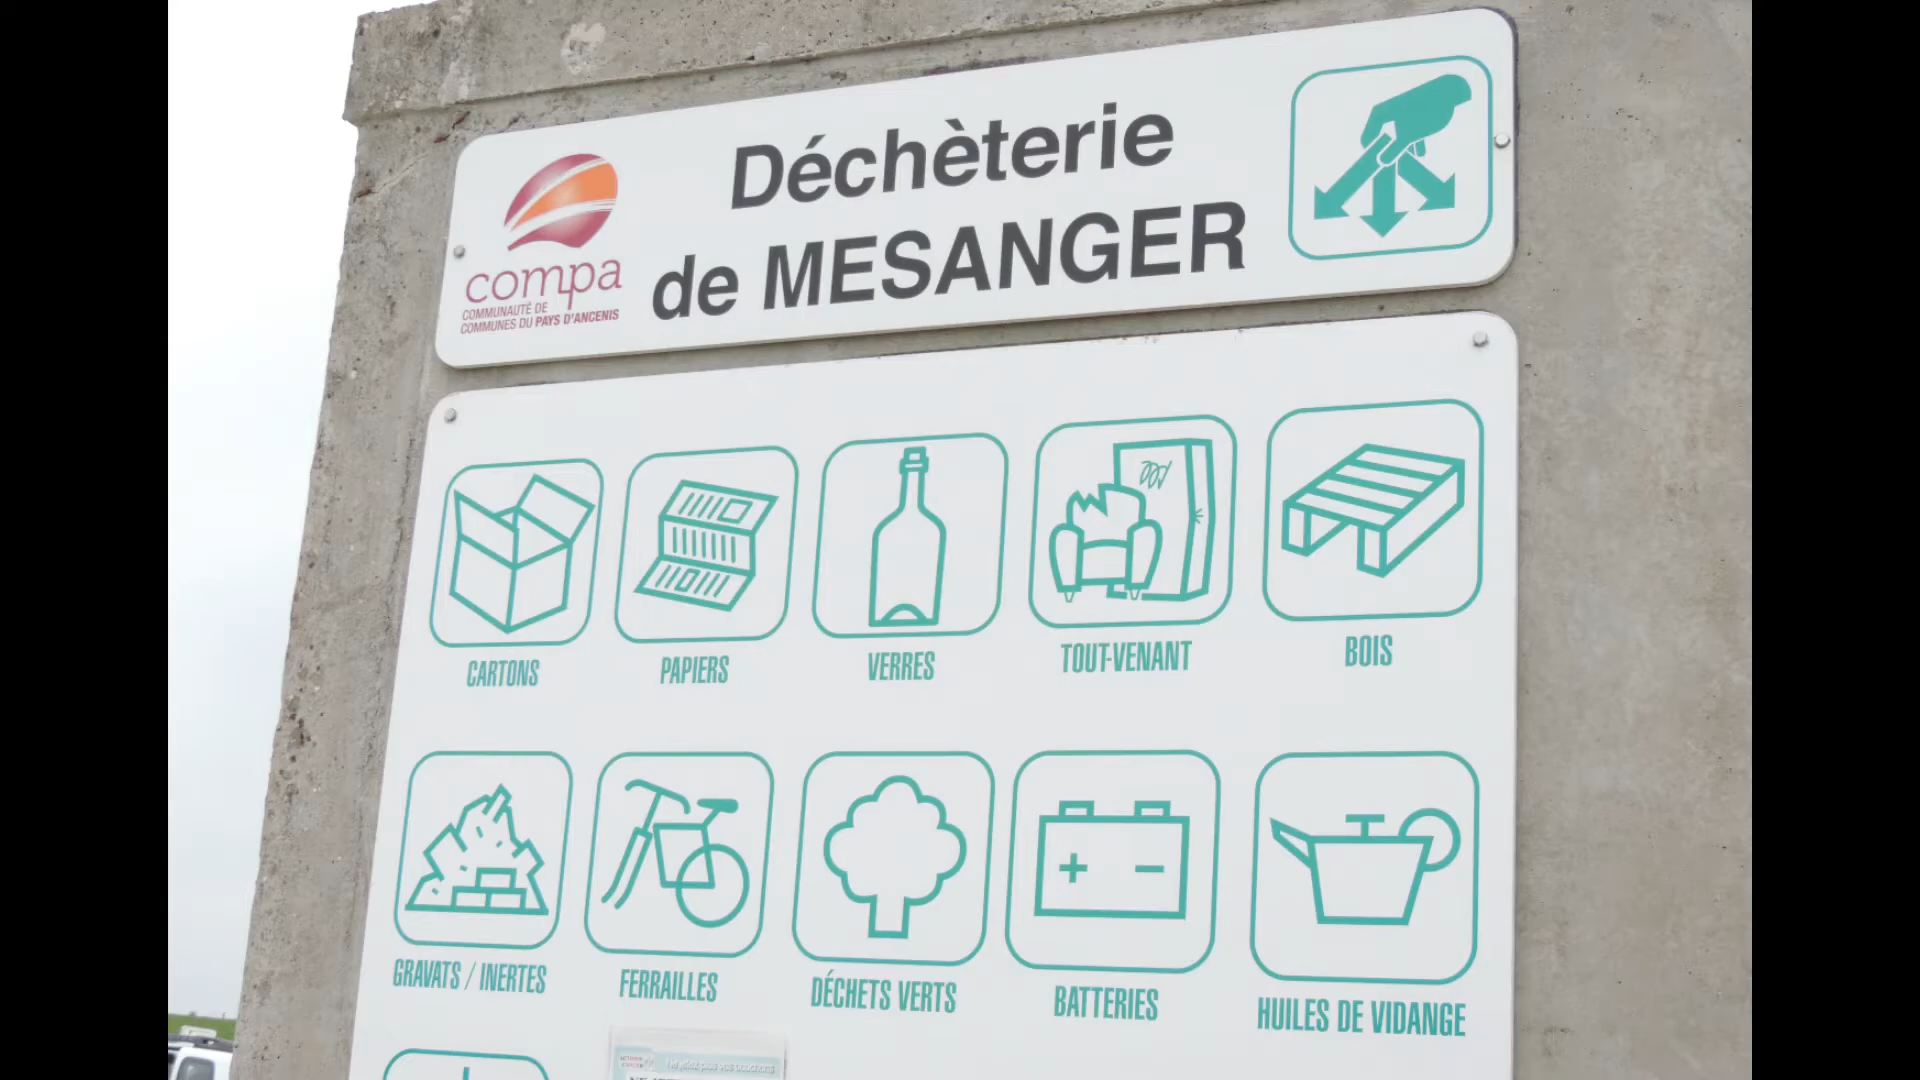 Déchèterie
de MESANGER
compa
COMMUNAUTÉ DE
COMMUNES DU PAYS D'ANCENIS
CARTONS
PAPIERS
VERRES
TOUT-VENANT
BOIS
GRAVATS / INERTES
FERRAILLES
DÉCHETS VERTS
BATTERIES
HUILES DE VIDANGE